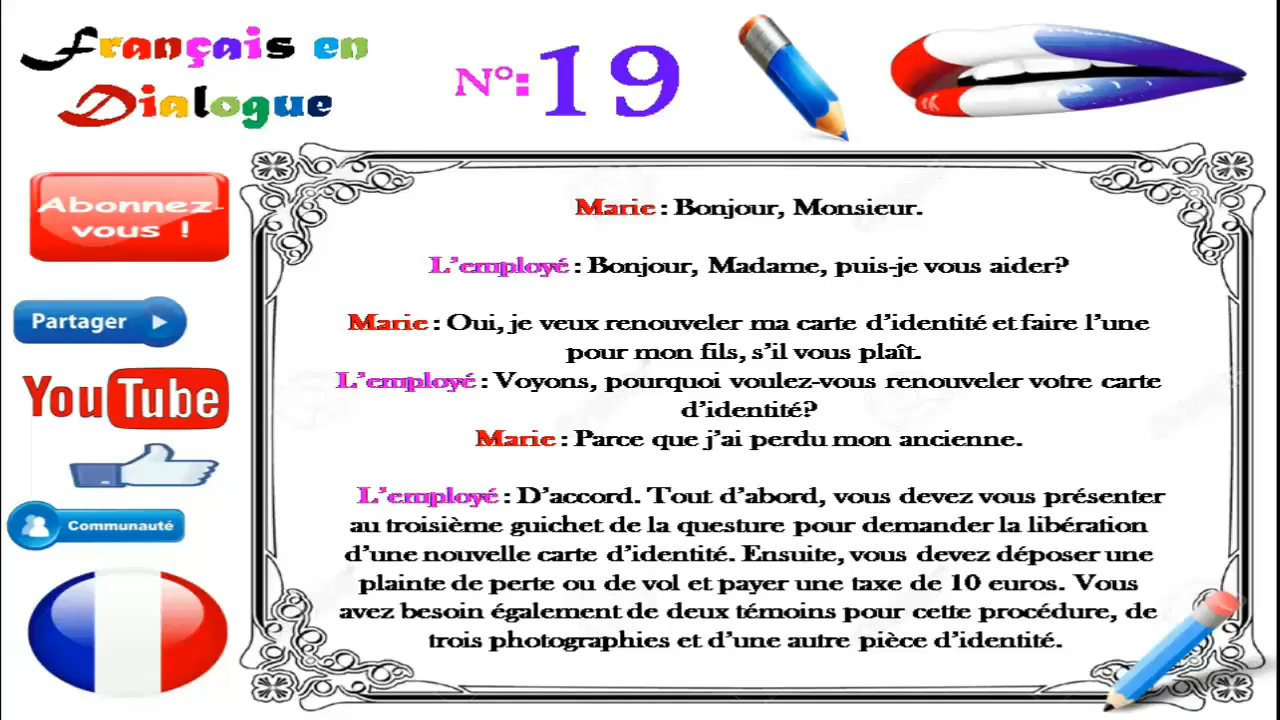 Français en
Dialogue
N°:19
Abonnez-
vous !
Partager
YouTube
Communauté
Marie : Bonjour, Monsieur.
L'employé : Bonjour, Madame, puis-je vous aider?
Marie : Oui, je veux renouveler ma carte d'identité et faire l'une
pour mon fils, s'il vous plaît.
L'employé : Voyons, pourquoi voulez-vous renouveler votre carte
d'identité?
Marie : Parce que j'ai perdu mon ancienne.
L'employé : D'accord. Tout d'abord, vous devez vous présenter
au troisième guichet de la questure pour demander la libération
d'une nouvelle carte d'identité. Ensuite, vous devez déposer une
plainte de perte ou de vol et payer une taxe de 10 euros. Vous
avez besoin également de deux témoins pour cette procédure, de
trois photographies et d'une autre pièce d'identité.